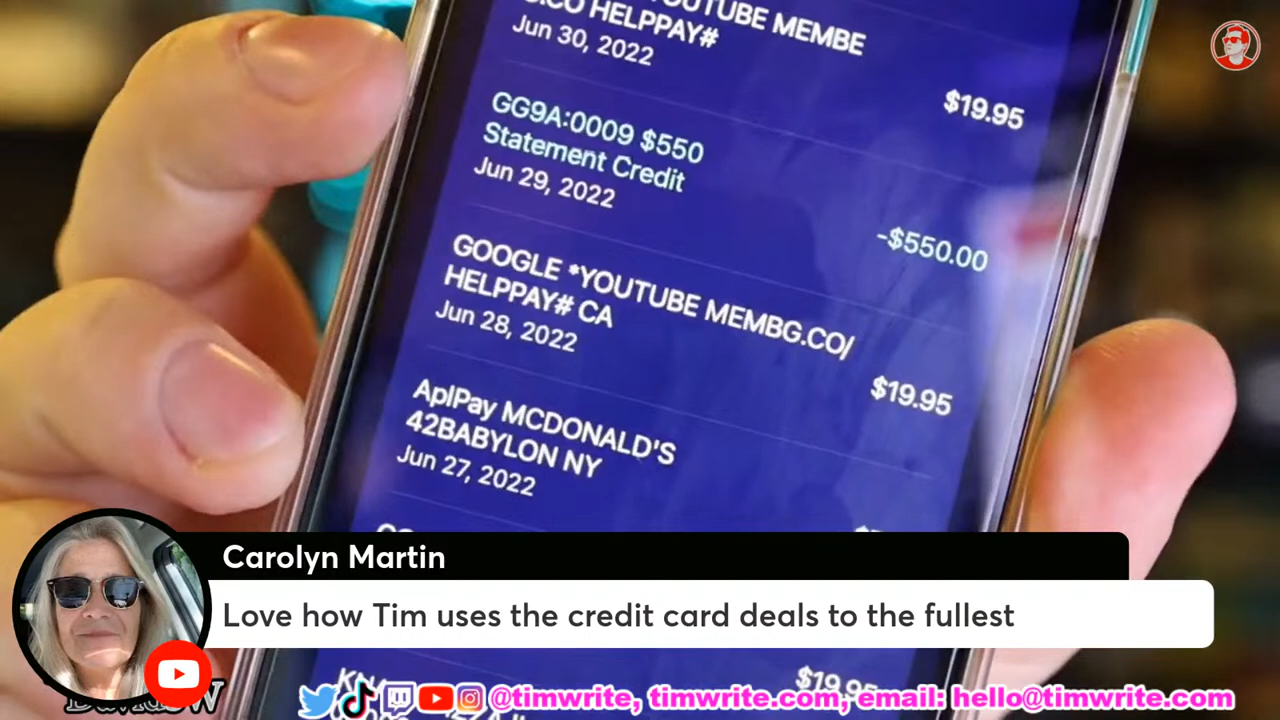 YOUTUBE MEMBE
HELPPAY#
Jun 30, 2022
$19.95
GG9A:0009 $550
Statement Credit
Jun 29, 2022
-$550.00
GOOGLE *YOUTUBE MEMBG.CO/
HELPPAY# CA
Jun 28, 2022
$19.95
AplPay MCDONALD'S
42BABYLON NY
Jun 27, 2022
Carolyn Martin
Love how Tim uses the credit card deals to the fullest
$19.95
@timwrite, timwrite.com, email: hello@timwrite.com